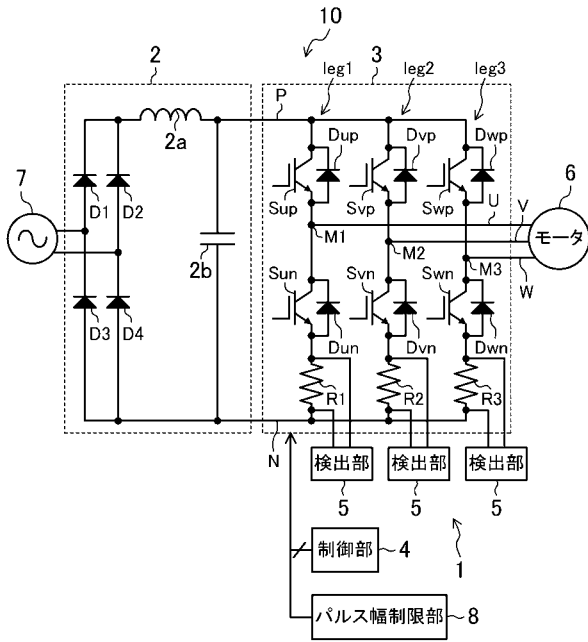 10
2
leg1
3
leg2
leg3
P
2a
Dup
Dvp
Dwp
6
7
D1
D2
Sup
Svp
Swp
U
V
モータ
M1
M2
M3
W
2b
Sun
Svn
Swn
D3
D4
Dun
Dvn
Dwn
R1
R2
R3
N
検出部
検出部
検出部
5
5
5
制御部
4
1
パルス幅制限部
8